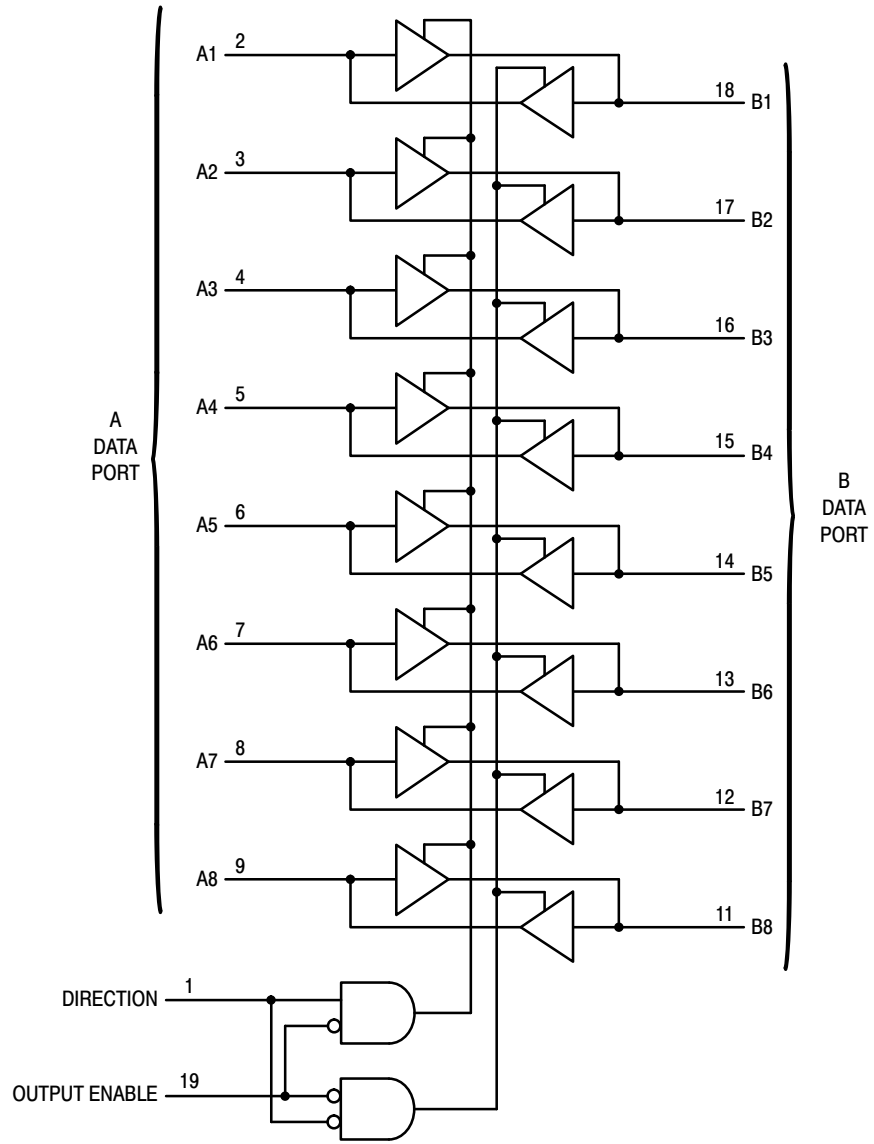 A1 2
18 B1
A2 3
17 B2
A3 4
16 B3
A4 5
15 B4
A
DATA
PORT
B
DATA
PORT
A5 6
14 B5
A6 7
13 B6
A7 8
12 B7
A8 9
11 B8
DIRECTION 1
OUTPUT ENABLE 19